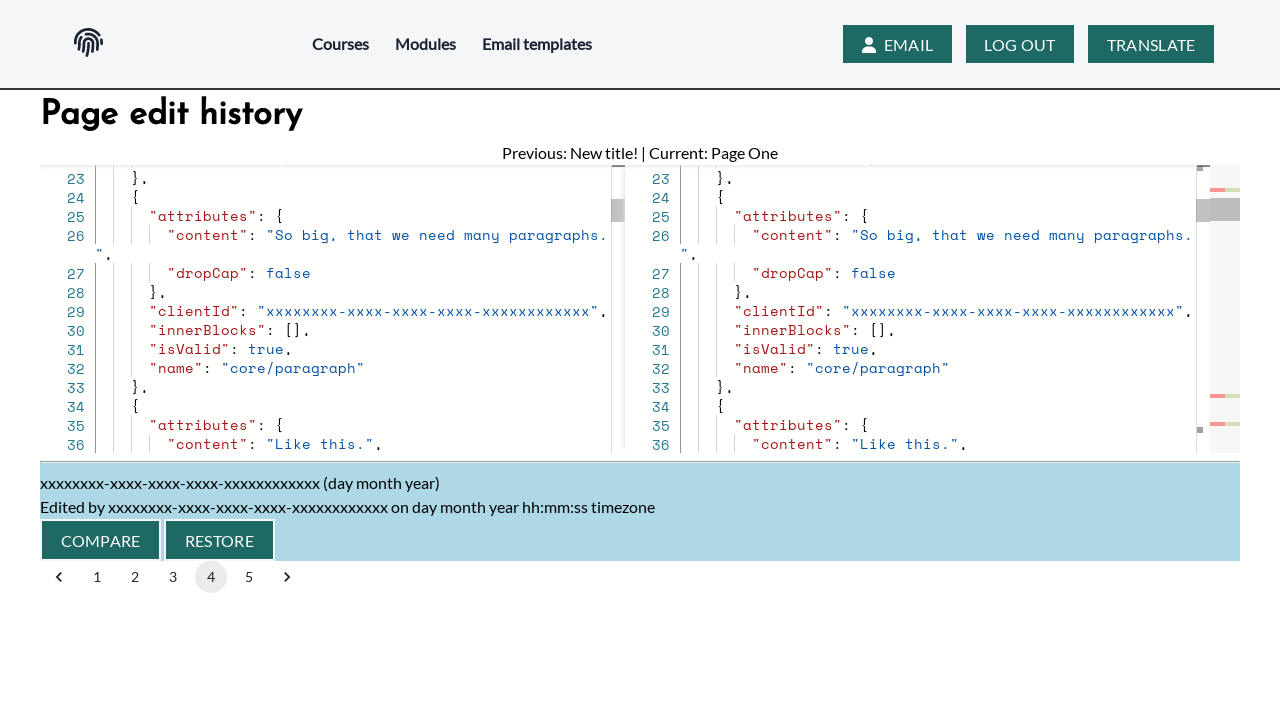 Courses Modules Email templates EMAIL LOG OUT TRANSLATE
Page edit history
Previous: New title! | Current: Page One
23 },
24 {
25 "attributes": {
26 "content": "So big, that we need many paragraphs.
",
27 "dropCap": false
28 },
29 "clientId": "xxxxxxxx-xxxx-xxxx-xxxx-xxxxxxxxxxxx",
30 "innerBlocks": [],
31 "isValid": true,
32 "name": "core/paragraph"
33 },
34 {
35 "attributes": {
36 "content": "Like this.",
23 },
24 {
25 "attributes": {
26 "content": "So big, that we need many paragraphs.
",
27 "dropCap": false
28 },
29 "clientId": "xxxxxxxx-xxxx-xxxx-xxxx-xxxxxxxxxxxx",
30 "innerBlocks": [],
31 "isValid": true,
32 "name": "core/paragraph"
33 },
34 {
35 "attributes": {
36 "content": "Like this.",
xxxxxxxx-xxxx-xxxx-xxxx-xxxxxxxxxxxx (day month year)
Edited by xxxxxxxx-xxxx-xxxx-xxxx-xxxxxxxxxxxx on day month year hh:mm:ss timezone
COMPARE RESTORE
1 2 3 4 5